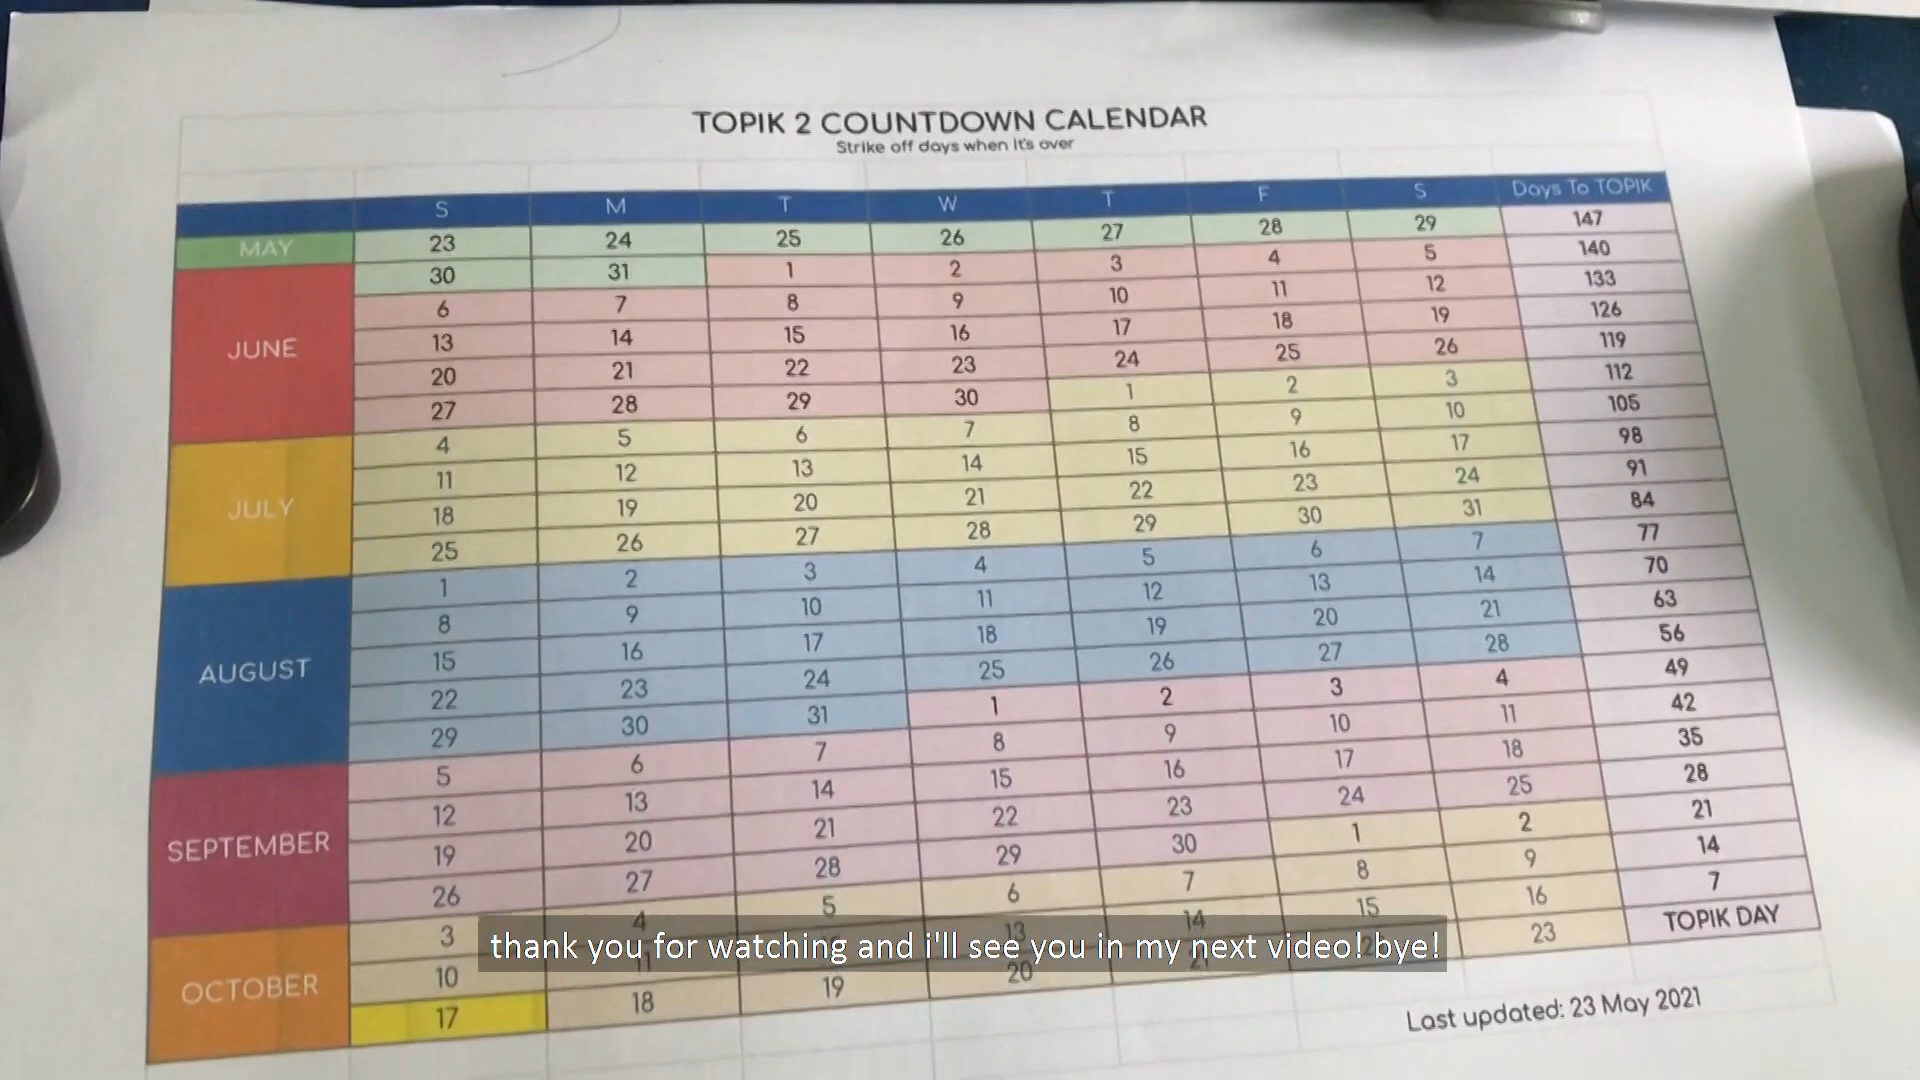 TOPIK 2 COUNTDOWN CALENDAR
Strike off days when it's over
S M T W T F S Days To TOPIK
MAY 23 24 25 26 27 28 29 147
30 31 1 2 3 4 5 140
6 7 8 9 10 11 12 133
JUNE 13 14 15 16 17 18 19 126
20 21 22 23 24 25 26 119
27 28 29 30 1 2 3 112
4 5 6 7 8 9 10 105
11 12 13 14 15 16 17 98
JULY 18 19 20 21 22 23 24 91
25 26 27 28 29 30 31 84
1 2 3 4 5 6 7 77
8 9 10 11 12 13 14 70
AUGUST 15 16 17 18 19 20 21 63
22 23 24 25 26 27 28 56
29 30 31 1 2 3 4 49
5 6 7 8 9 10 11 42
12 13 14 15 16 17 18 35
SEPTEMBER 19 20 21 22 23 24 25 28
26 27 28 29 30 1 2 21
3 4 5 6 7 8 9 14
OCTOBER 10 11 13 14 15 16 7
17 18 19 20 21 23 TOPIK DAY
thank you for watching and i'll see you in my next video! bye!
Last updated: 23 May 2021